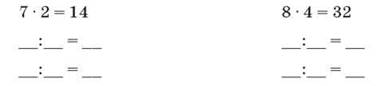 7 · 2 = 14 8 · 4 = 32
__:__ = __ __:__ = __
__:__ = __ __:__ = __